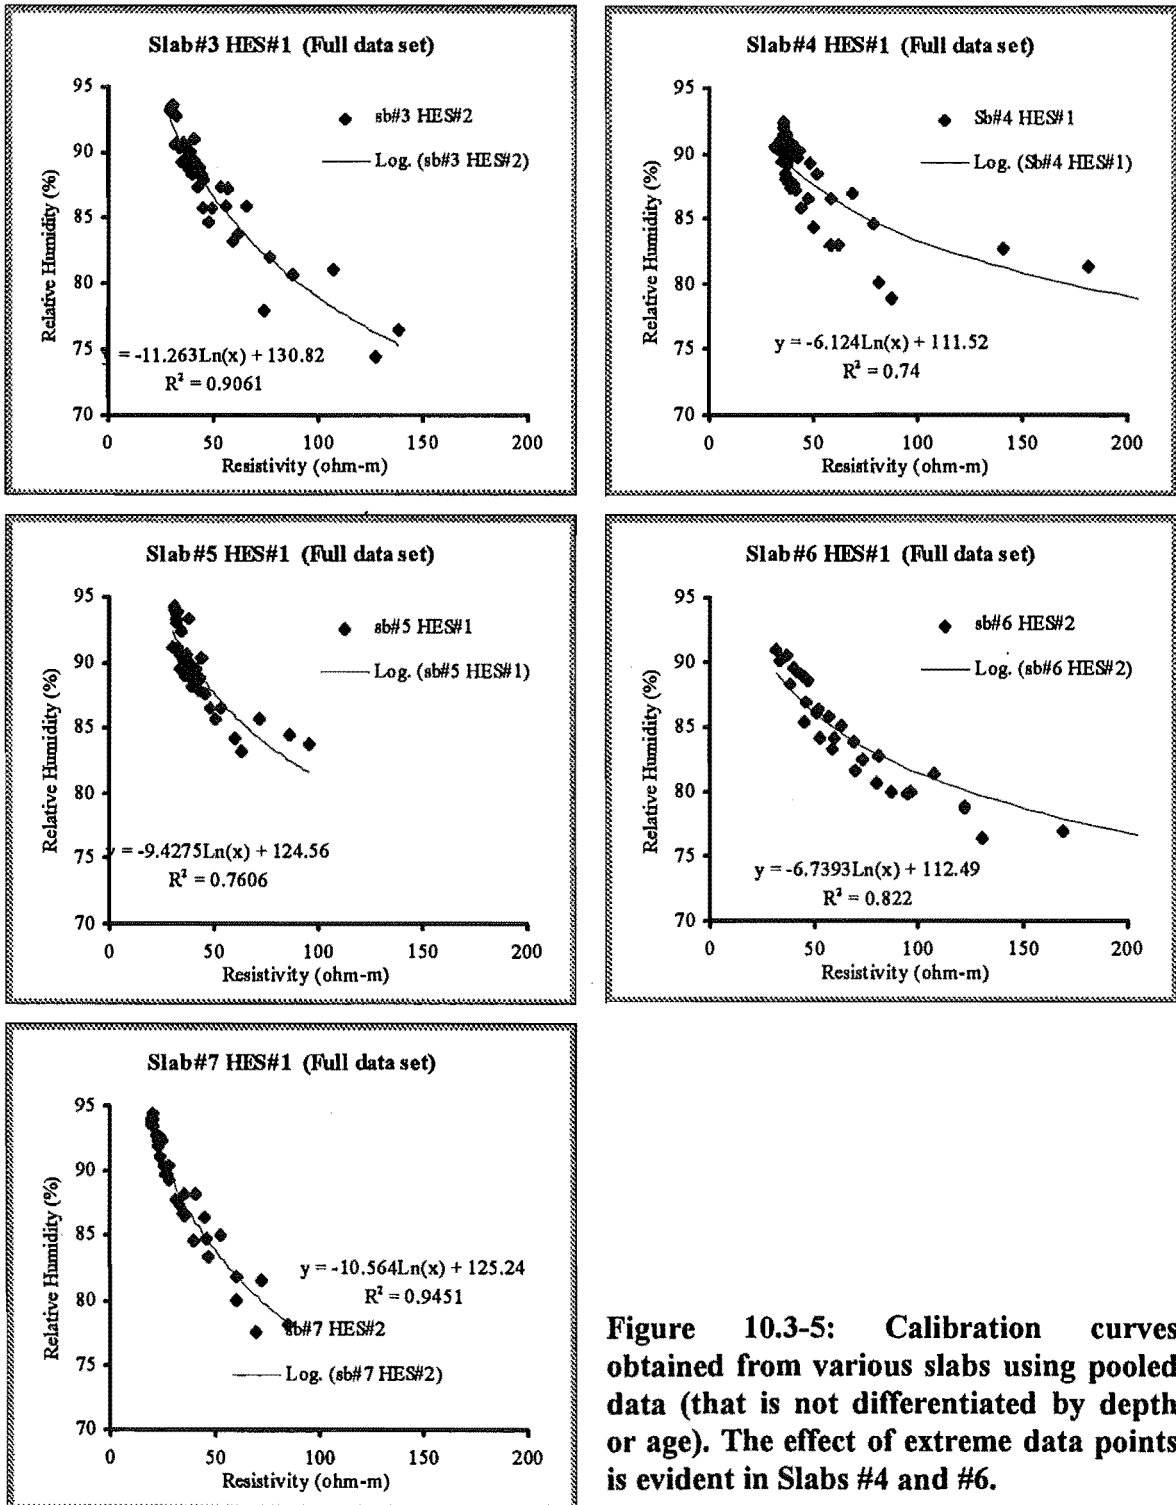 Slab#3 HES#1 (Full data set)
95
90
85
80
75
70
Relative Humidity (%)
sb#3 HES#2
Log. (sb#3 HES#2)
= -11.263Ln(x) + 130.82
R² = 0.9061
0 50 100 150 200
Resistivity (ohm-m)
Slab#4 HES#1 (Full data set)
95
90
85
80
75
70
Relative Humidity (%)
Sb#4 HES#1
Log. (Sb#4 HES#1)
y = -6.124Ln(x) + 111.52
R² = 0.74
0 50 100 150 200
Resistivity (ohm-m)
Slab#5 HES#1 (Full data set)
95
90
85
80
75
70
Relative Humidity (%)
sb#5 HES#1
Log. (sb#5 HES#1)
y = -9.4275Ln(x) + 124.56
R² = 0.7606
0 50 100 150 200
Resistivity (ohm-m)
Slab#6 HES#1 (Full data set)
95
90
85
80
75
70
Relative Humidity (%)
sb#6 HES#2
Log. (sb#6 HES#2)
y = -6.7393Ln(x) + 112.49
R² = 0.822
0 50 100 150 200
Resistivity (ohm-m)
Slab#7 HES#1 (Full data set)
95
90
85
80
75
70
Relative Humidity (%)
y = -10.564Ln(x) + 125.24
R² = 0.9451
sb#7 HES#2
Log. (sb#7 HES#2)
0 50 100 150 200
Resistivity (ohm-m)
Figure 10.3-5: Calibration curves
obtained from various slabs using pooled
data (that is not differentiated by depth
or age). The effect of extreme data points
is evident in Slabs #4 and #6.